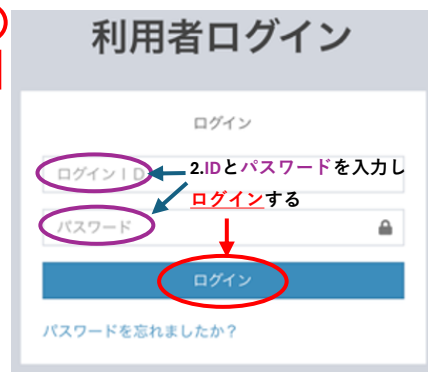 利用者ログイン
ログイン
ログインID
2.IDとパスワードを入力し
ログインする
パスワード
ログイン
パスワードを忘れましたか？